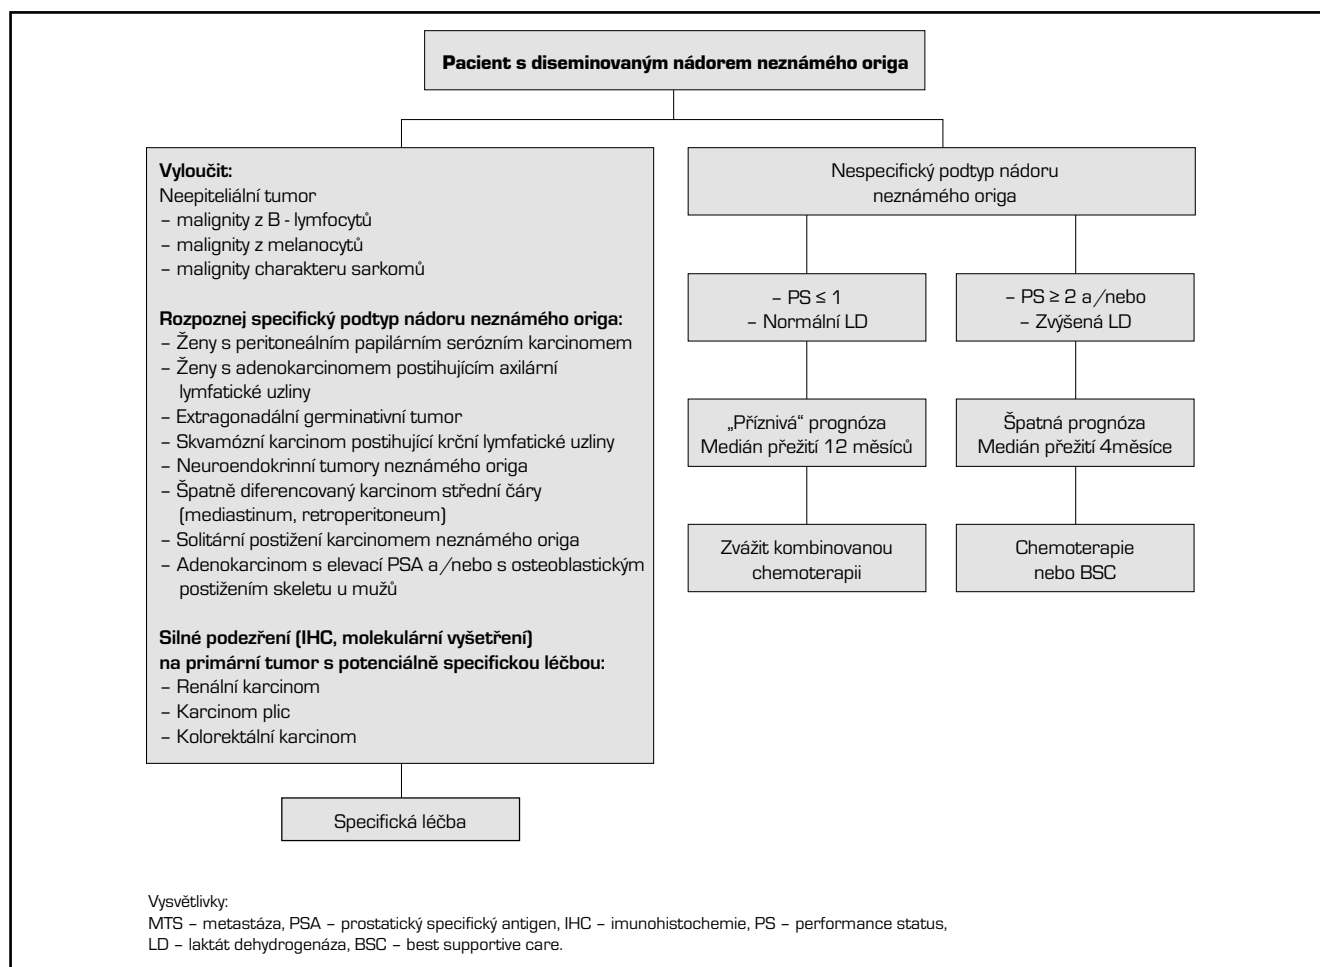 Pacient s diseminovaným nádorem neznámého origa
Vyloučit:
Neepiteliální tumor
– malignity z B - lymfocytů
– malignity z melanocytů
– malignity charakteru sarkomů
Rozpoznej specifický podtyp nádoru neznámého origa:
– Ženy s peritoneálním papilárním serózním karcinomem
– Ženy s adenokarcinomem postihujícím axilární
lymfatické uzliny
– Extragonadální germinativní tumor
– Skvamózní karcinom postihující krční lymfatické uzliny
– Neuroendokrinní tumory neznámého origa
– Špatně diferencovaný karcinom střední čáry
(mediastinum, retroperitoneum)
– Solitární postižení karcinomem neznámého origa
– Adenokarcinom s elevací PSA a/nebo s osteoblastickým
postižením skeletu u mužů
Silné podezření (IHC, molekulární vyšetření)
na primární tumor s potenciálně specifickou léčbou:
– Renální karcinom
– Karcinom plic
– Kolorektální karcinom
Specifická léčba
Nespecifický podtyp nádoru
neznámého origa
– PS ≤ 1
– Normální LD
„Příznivá“ prognóza
Medián přežití 12 měsíců
Zvážit kombinovanou
chemoterapii
– PS ≥ 2 a/nebo
– Zvýšená LD
Špatná prognóza
Medián přežití 4měsíce
Chemoterapie
nebo BSC
Vysvětlivky:
MTS – metastáza, PSA – prostatický specifický antigen, IHC – imunohistochemie, PS – performance status,
LD – laktát dehydrogenáza, BSC – best supportive care.